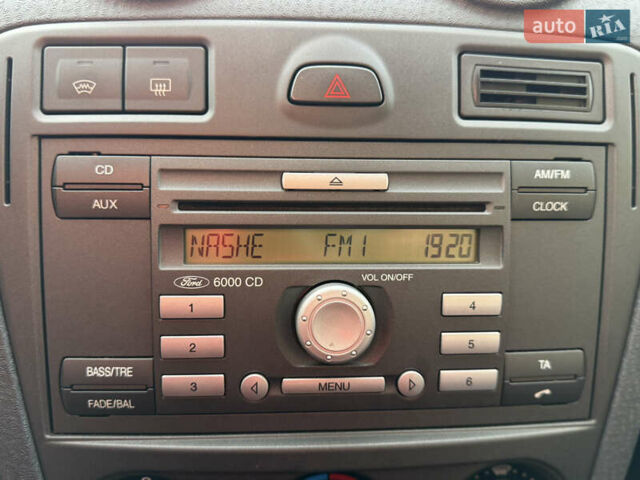 auto RIA
CD
AUX
AM/FM
CLOCK
NASHE FM1 1920
Ford 6000 CD
VOL ON/OFF
1
2
3
4
5
6
BASS/TRE
FADE/BAL
MENU
TA